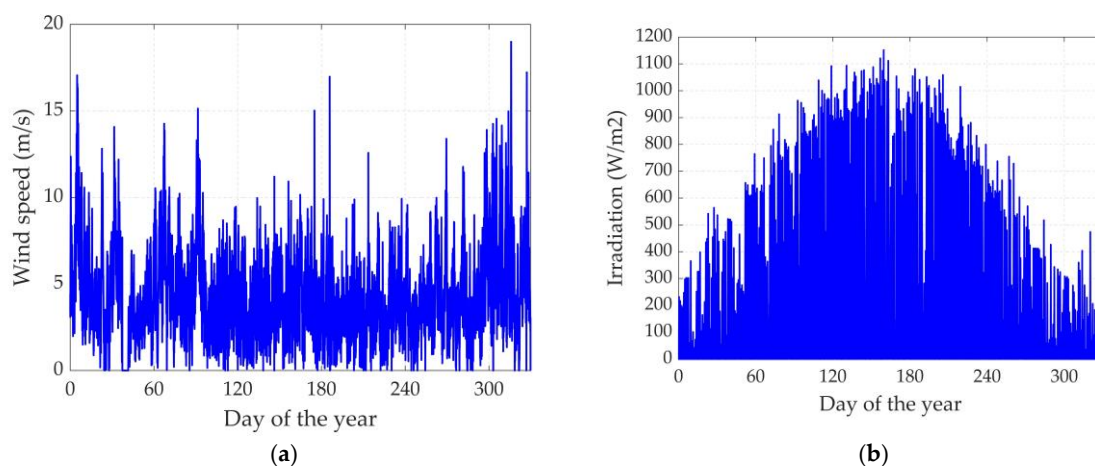 20
15
10
5
0
Wind speed (m/s)
0 60 120 180 240 300
Day of the year
(a)
1200
1100
1000
900
800
700
600
500
400
300
200
100
0
Irradiation (W/m2)
0 60 120 180 240 300
Day of the year
(b)